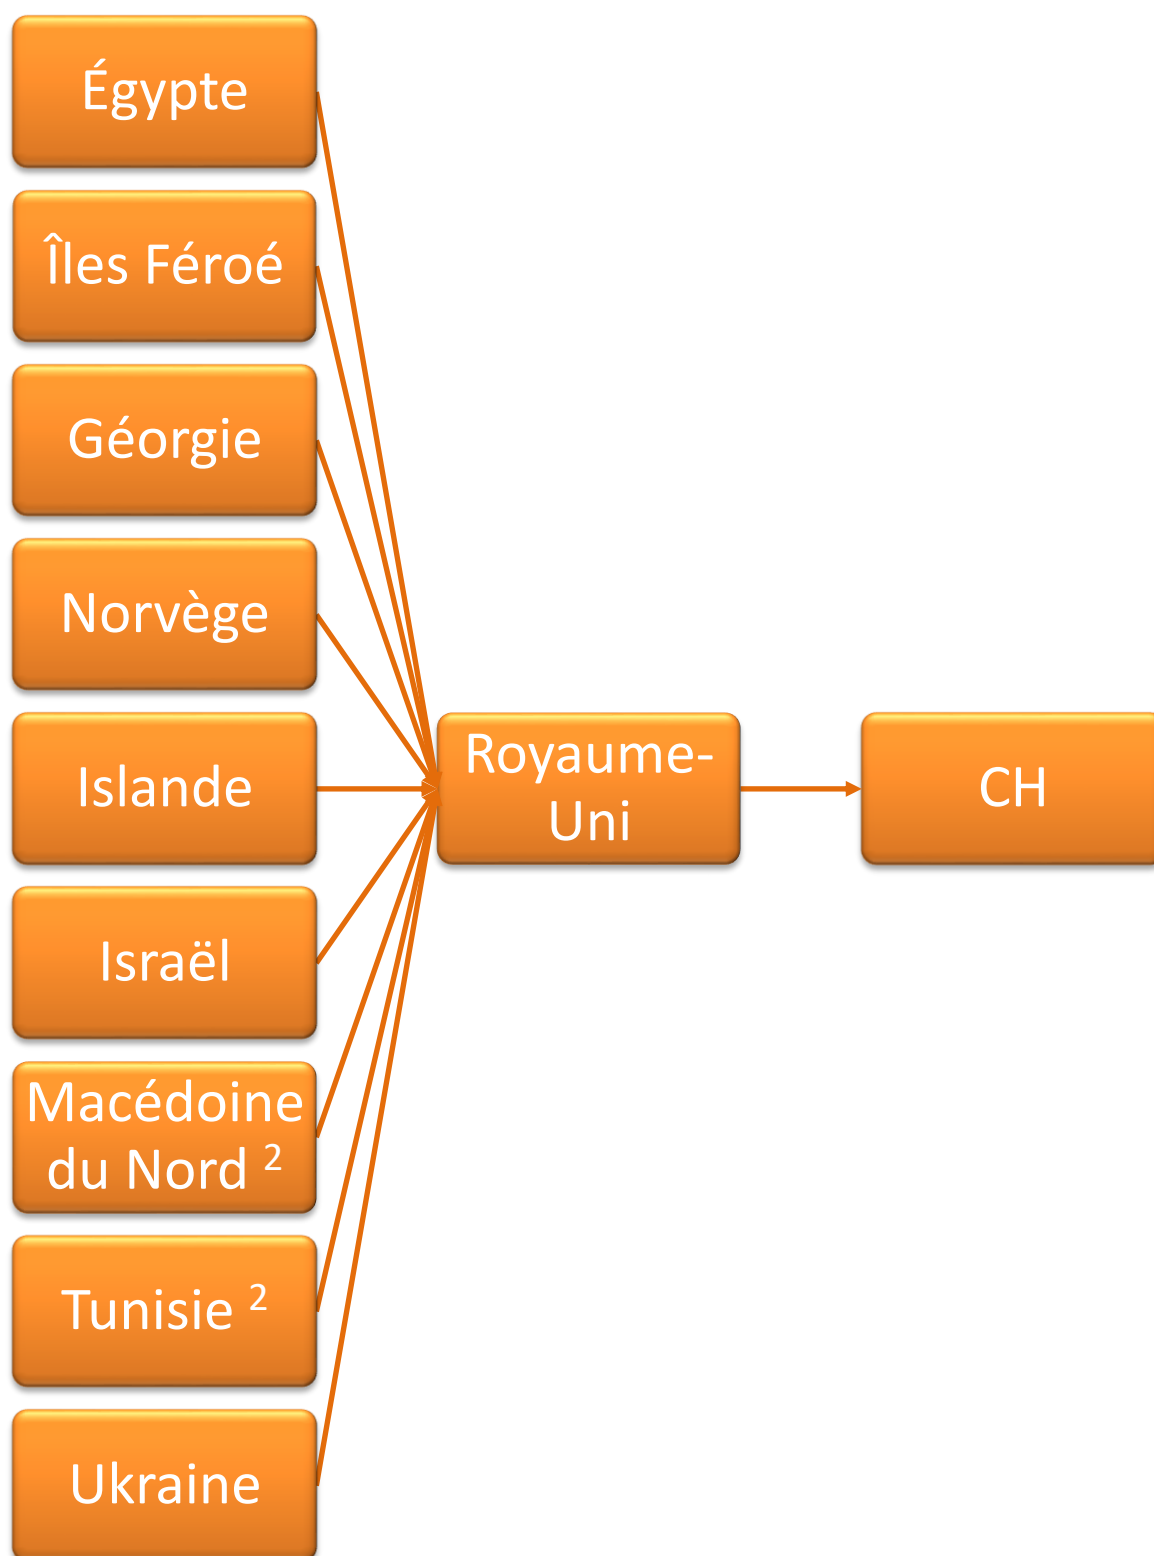 Égypte
Îles Féroé
Géorgie
Norvège
Islande
Israël
Macédoine
du Nord ²
Tunisie ²
Ukraine
Royaume-
Uni
CH